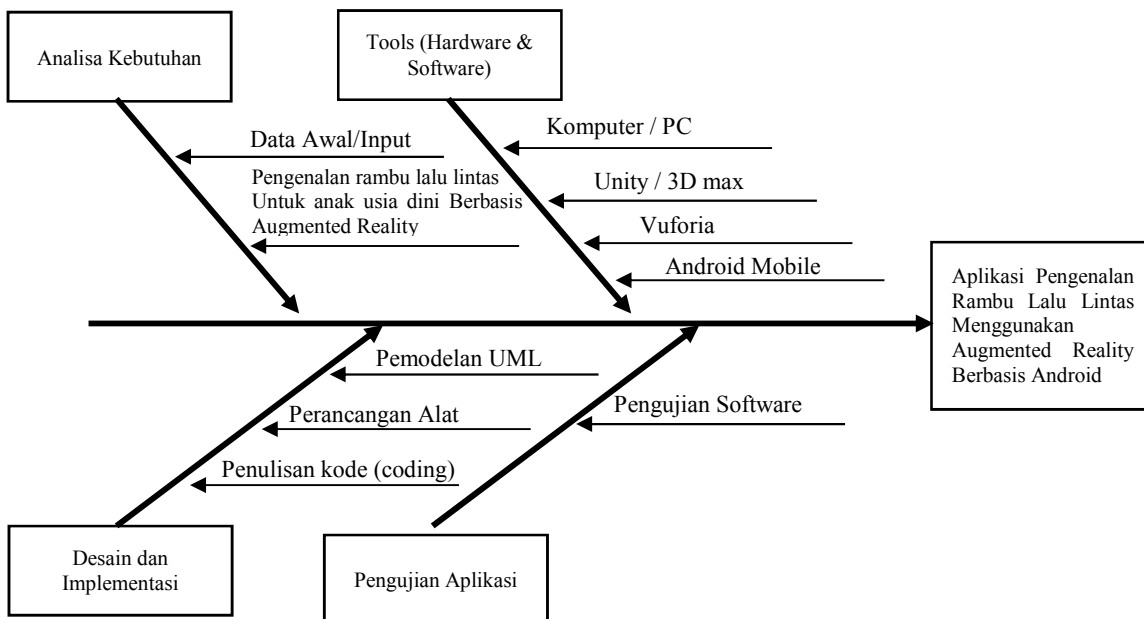 Analisa Kebutuhan
Tools (Hardware &
Software)
Data Awal/Input
Pengenalan rambu lalu lintas
Untuk anak usia dini Berbasis
Augmented Reality
Komputer / PC
Unity / 3D max
Vuforia
Android Mobile
Aplikasi Pengenalan
Rambu Lalu Lintas
Menggunakan
Augmented Reality
Berbasis Android
Pemodelan UML
Perancangan Alat
Penulisan kode (coding)
Pengujian Software
Desain dan
Implementasi
Pengujian Aplikasi